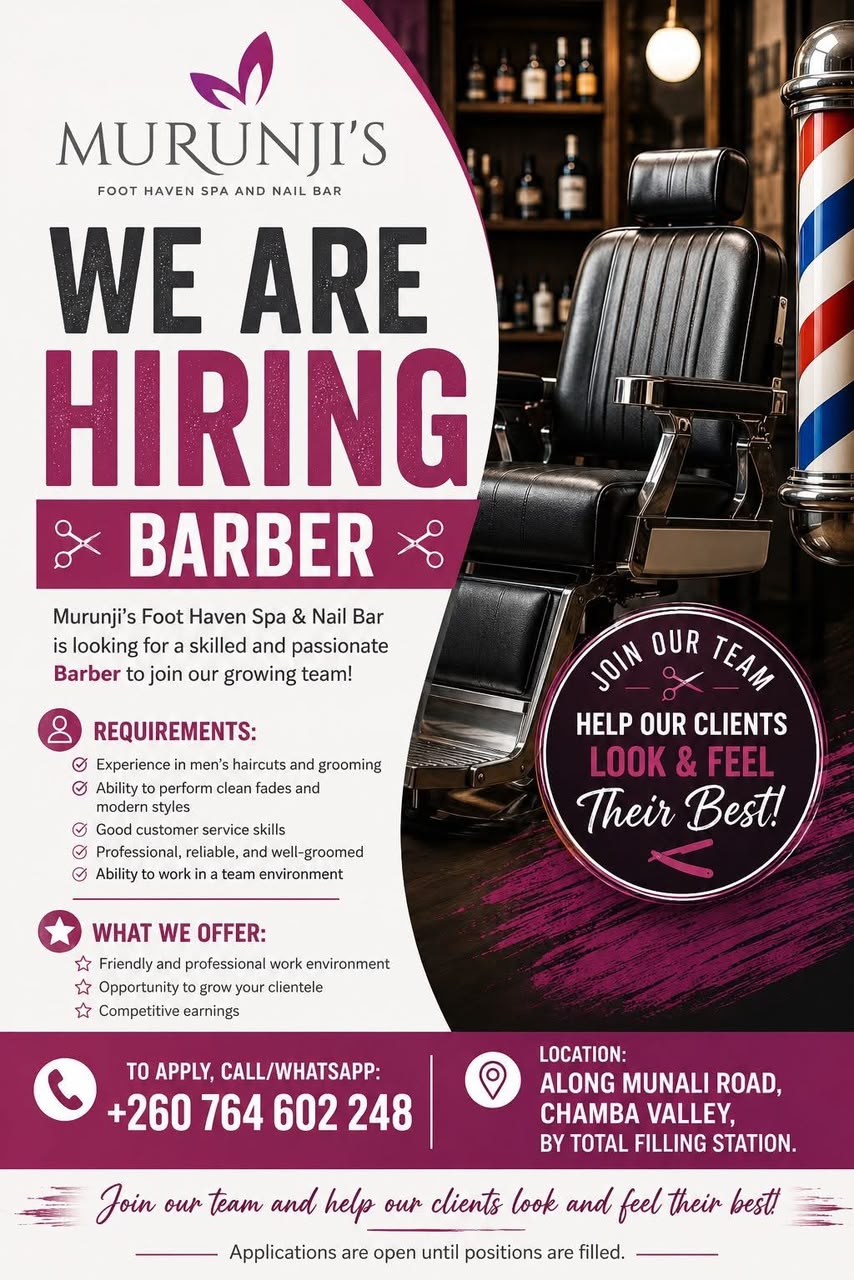 MURUNJI'S
FOOT HAVEN SPA AND NAIL BAR
WE ARE
HIRING
BARBER
Murunji's Foot Haven Spa & Nail Bar
is looking for a skilled and passionate
Barber to join our growing team!
REQUIREMENTS:
Experience in men's haircuts and grooming
Ability to perform clean fades and
modern styles
Good customer service skills
Professional, reliable, and well-groomed
Ability to work in a team environment
WHAT WE OFFER:
Friendly and professional work environment
Opportunity to grow your clientele
Competitive earnings
JOIN OUR TEAM
HELP OUR CLIENTS
LOOK & FEEL
Their Best!
TO APPLY, CALL/WHATSAPP:
+260 764 602 248
LOCATION:
ALONG MUNALI ROAD,
CHAMBA VALLEY,
BY TOTAL FILLING STATION.
Join our team and help our clients look and feel their best!
Applications are open until positions are filled.